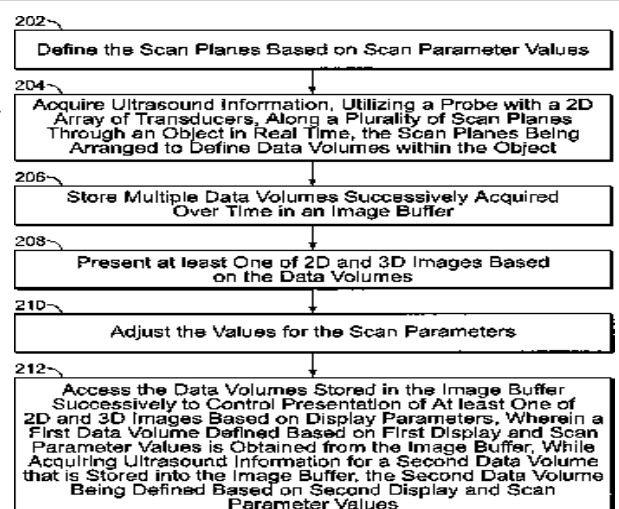 202
Define the Scan Planes Based on Scan Parameter Values
204
Acquire Ultrasound Information, Utilizing a Probe with a 2D
Array of Transducers, Along a Plurality of Scan Planes
Through an Object in Real Time, the Scan Planes Being
Arranged to Define Data Volumes within the Object
206
Store Multiple Data Volumes Successively Acquired
Over Time in an Image Buffer
208
Present at least One of 2D and 3D Images Based
on the Data Volumes
210
Adjust the Values for the Scan Parameters
212
Access the Data Volumes Stored in the Image Buffer
Successively to Control Presentation of At least One of
2D and 3D Images Based on Display Parameters, Wherein a
First Data Volume Defined Based on First Display and Scan
Parameter Values is Obtained from the Image Buffer, While
Acquiring Ultrasound Information for a Second Data Volume
that is Stored into the Image Buffer, the Second Data Volume
Being Defined Based on Second Display and Scan
Parameter Values